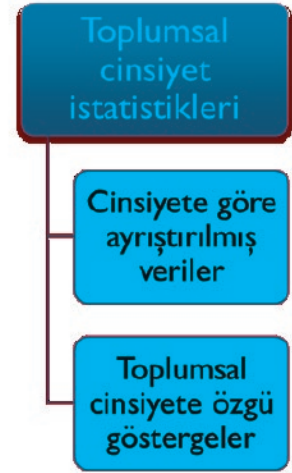 Toplumsal
cinsiyet
istatistikleri
Cinsiyete göre
ayrıştırılmış
veriler
Toplumsal
cinsiyete özgü
göstergeler